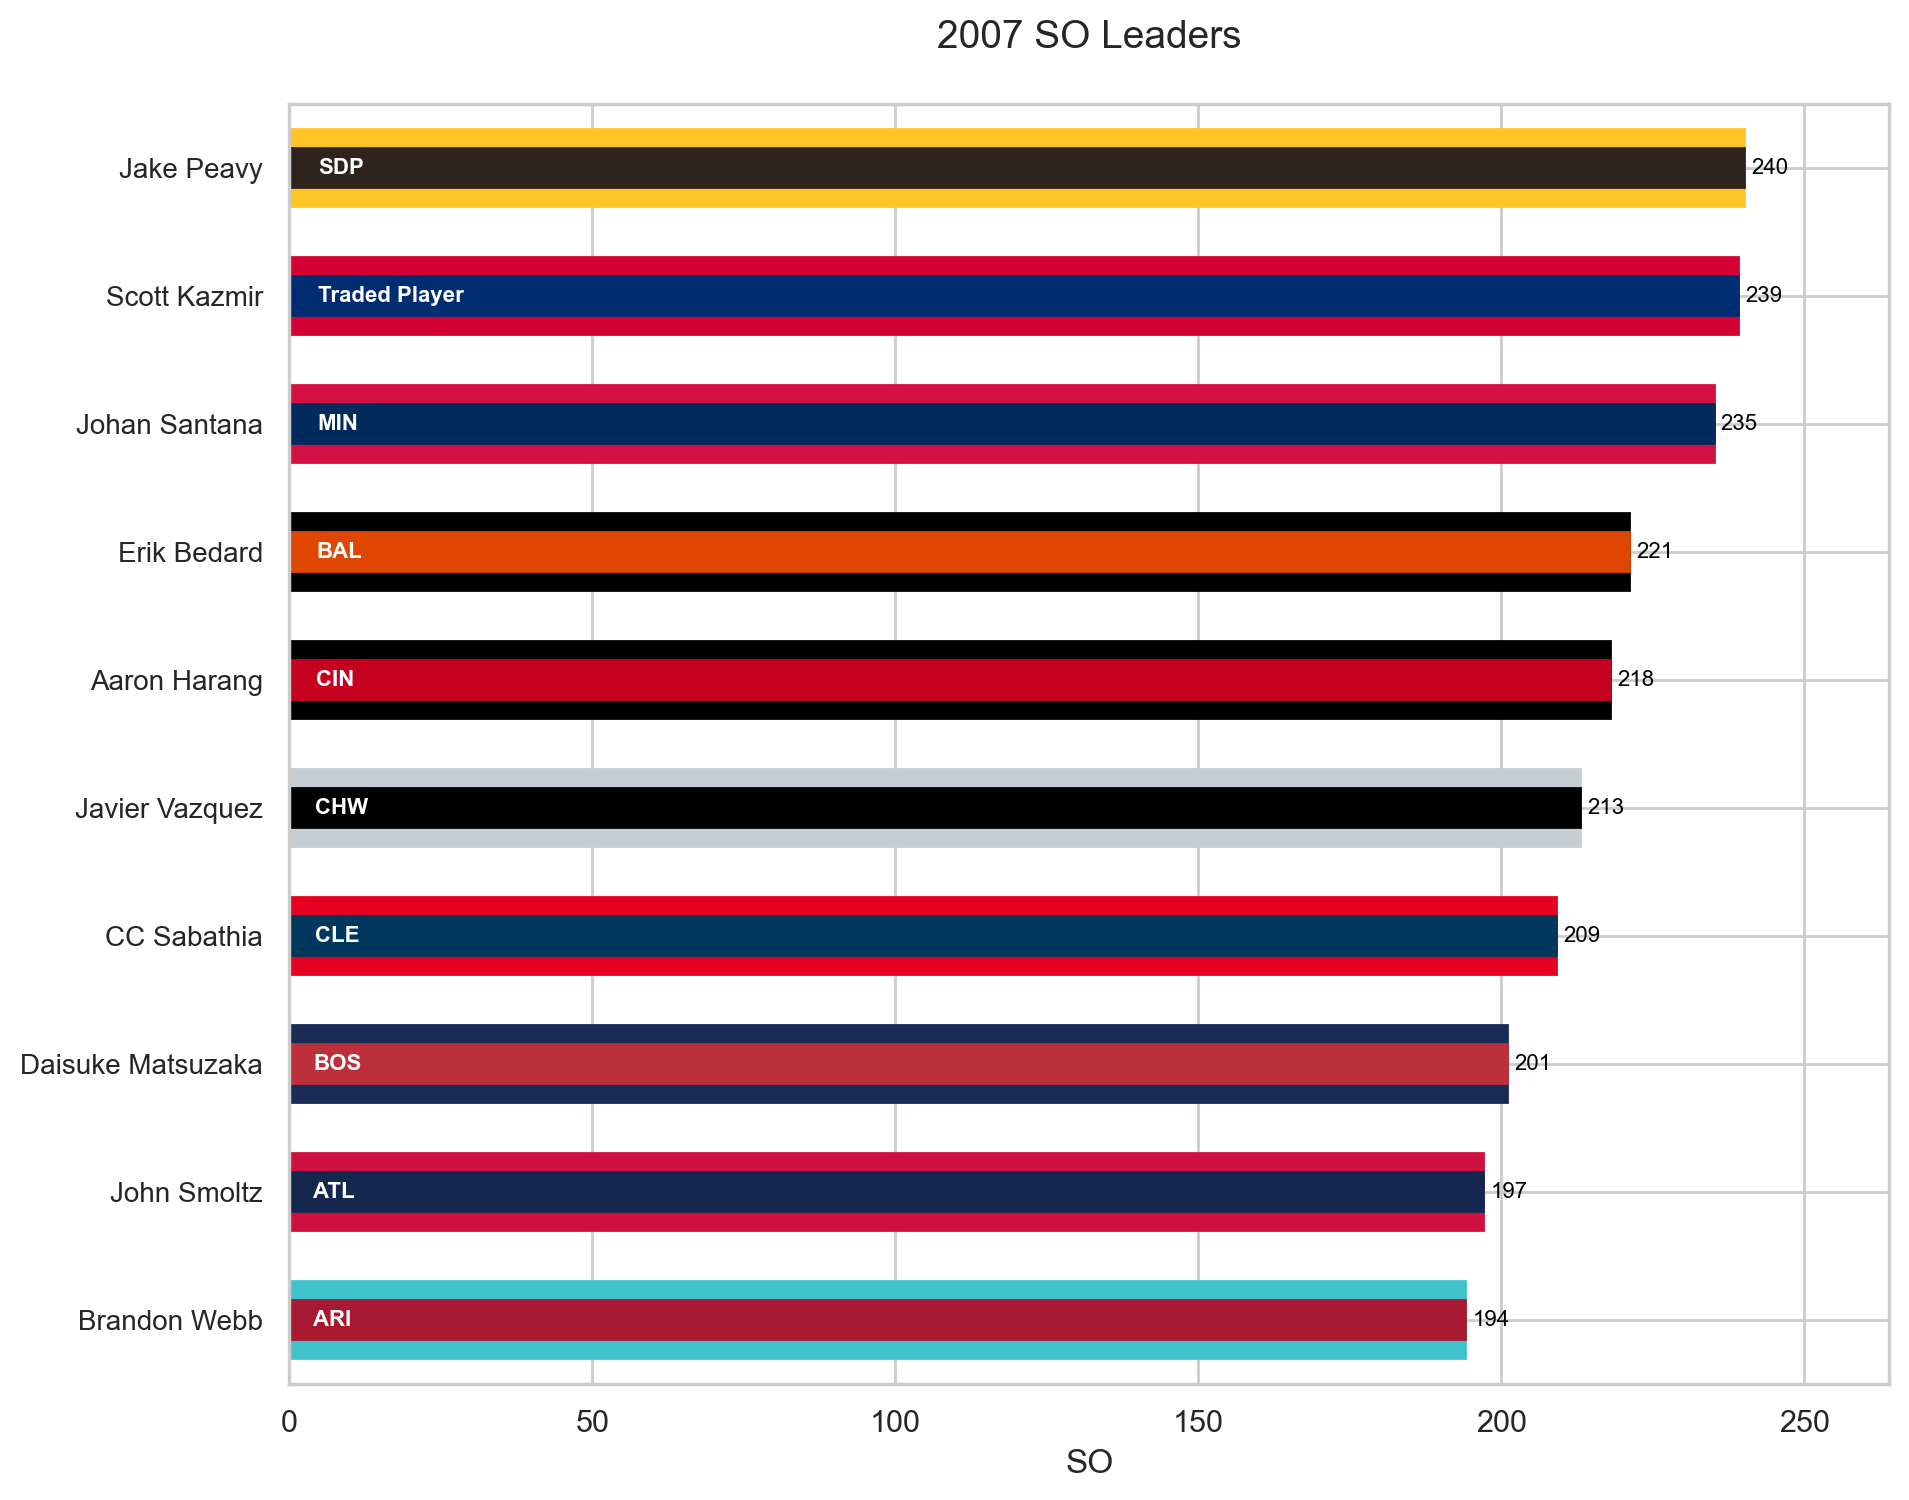 2007 SO Leaders
Jake Peavy SDP 240
Scott Kazmir Traded Player 239
Johan Santana MIN 235
Erik Bedard BAL 221
Aaron Harang CIN 218
Javier Vazquez CHW 213
CC Sabathia CLE 209
Daisuke Matsuzaka BOS 201
John Smoltz ATL 197
Brandon Webb ARI 194
0 50 100 150 200 250
SO